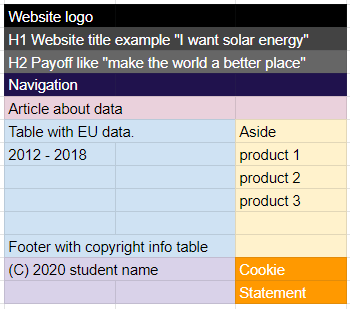 Website logo
H1 Website title example "I want solar energy"
H2 Payoff like "make the world a better place"
Navigation
Article about data
Table with EU data.
Aside
2012 - 2018
product 1
product 2
product 3
Footer with copyright info table
(C) 2020 student name
Cookie
Statement